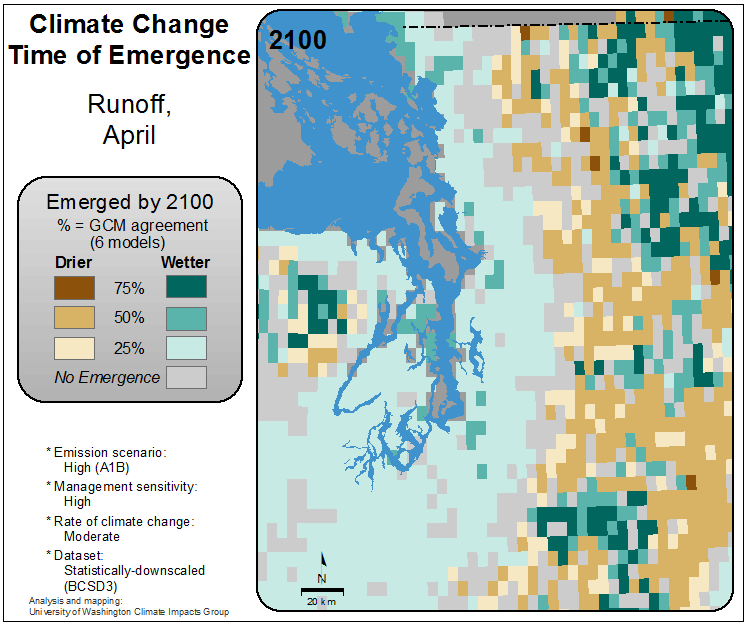 Climate Change
Time of Emergence
Runoff,
April
Emerged by 2100
% = GCM agreement
(6 models)
Drier Wetter
75%
50%
25%
No Emergence
* Emission scenario:
High (A1B)
* Management sensitivity:
High
* Rate of climate change:
Moderate
* Dataset:
Statistically-downscaled
(BCSD3)
Analysis and mapping:
University of Washington Climate Impacts Group
2100
N
20 km